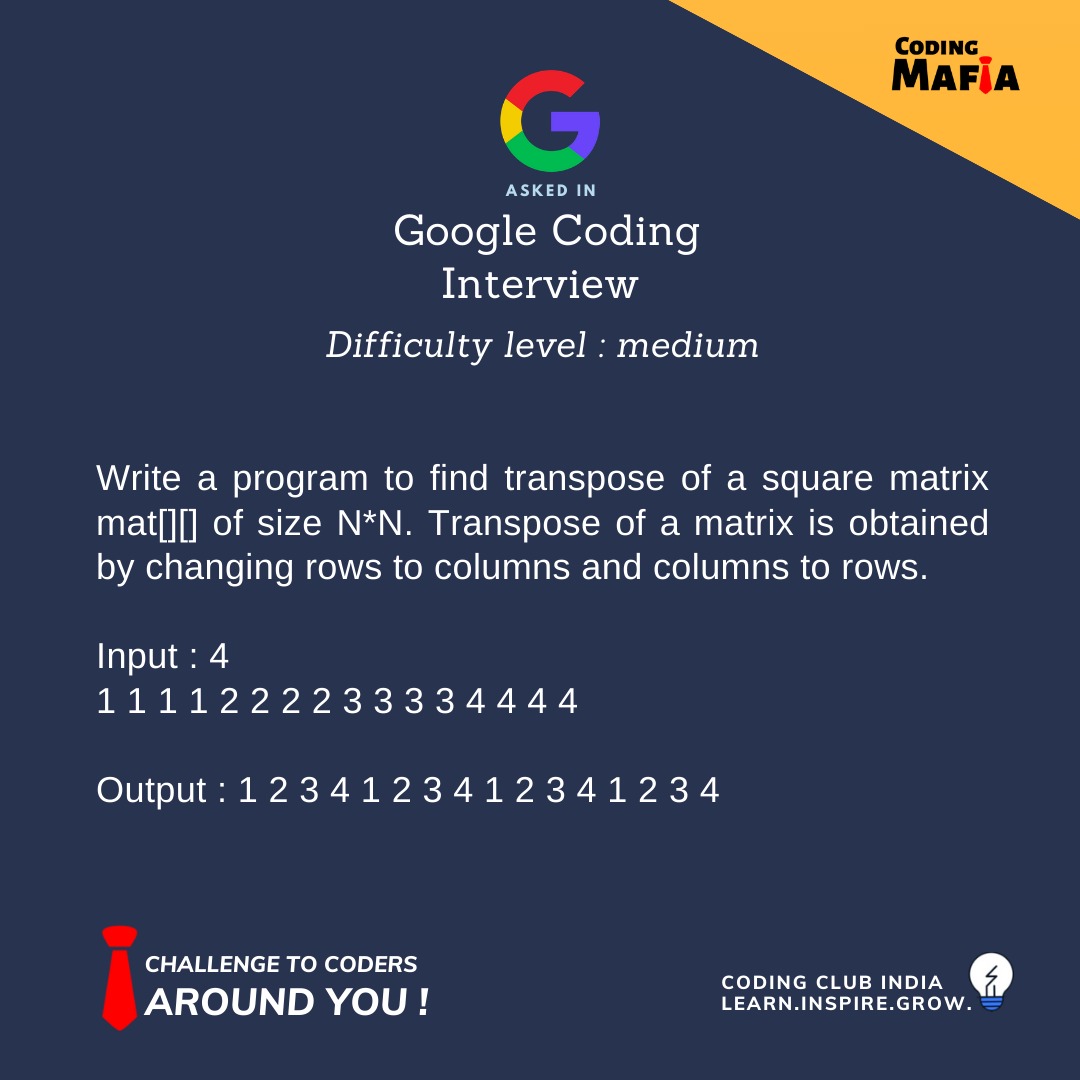 CODING
MAFIA
ASKED IN
Google Coding
Interview
Difficulty level : medium
Write a program to find transpose of a square matrix
mat[][] of size N*N. Transpose of a matrix is obtained
by changing rows to columns and columns to rows.
Input : 4
1 1 1 1 2 2 2 2 3 3 3 3 4 4 4 4
Output : 1 2 3 4 1 2 3 4 1 2 3 4 1 2 3 4
CHALLENGE TO CODERS
AROUND YOU !
CODING CLUB INDIA
LEARN.INSPIRE.GROW.